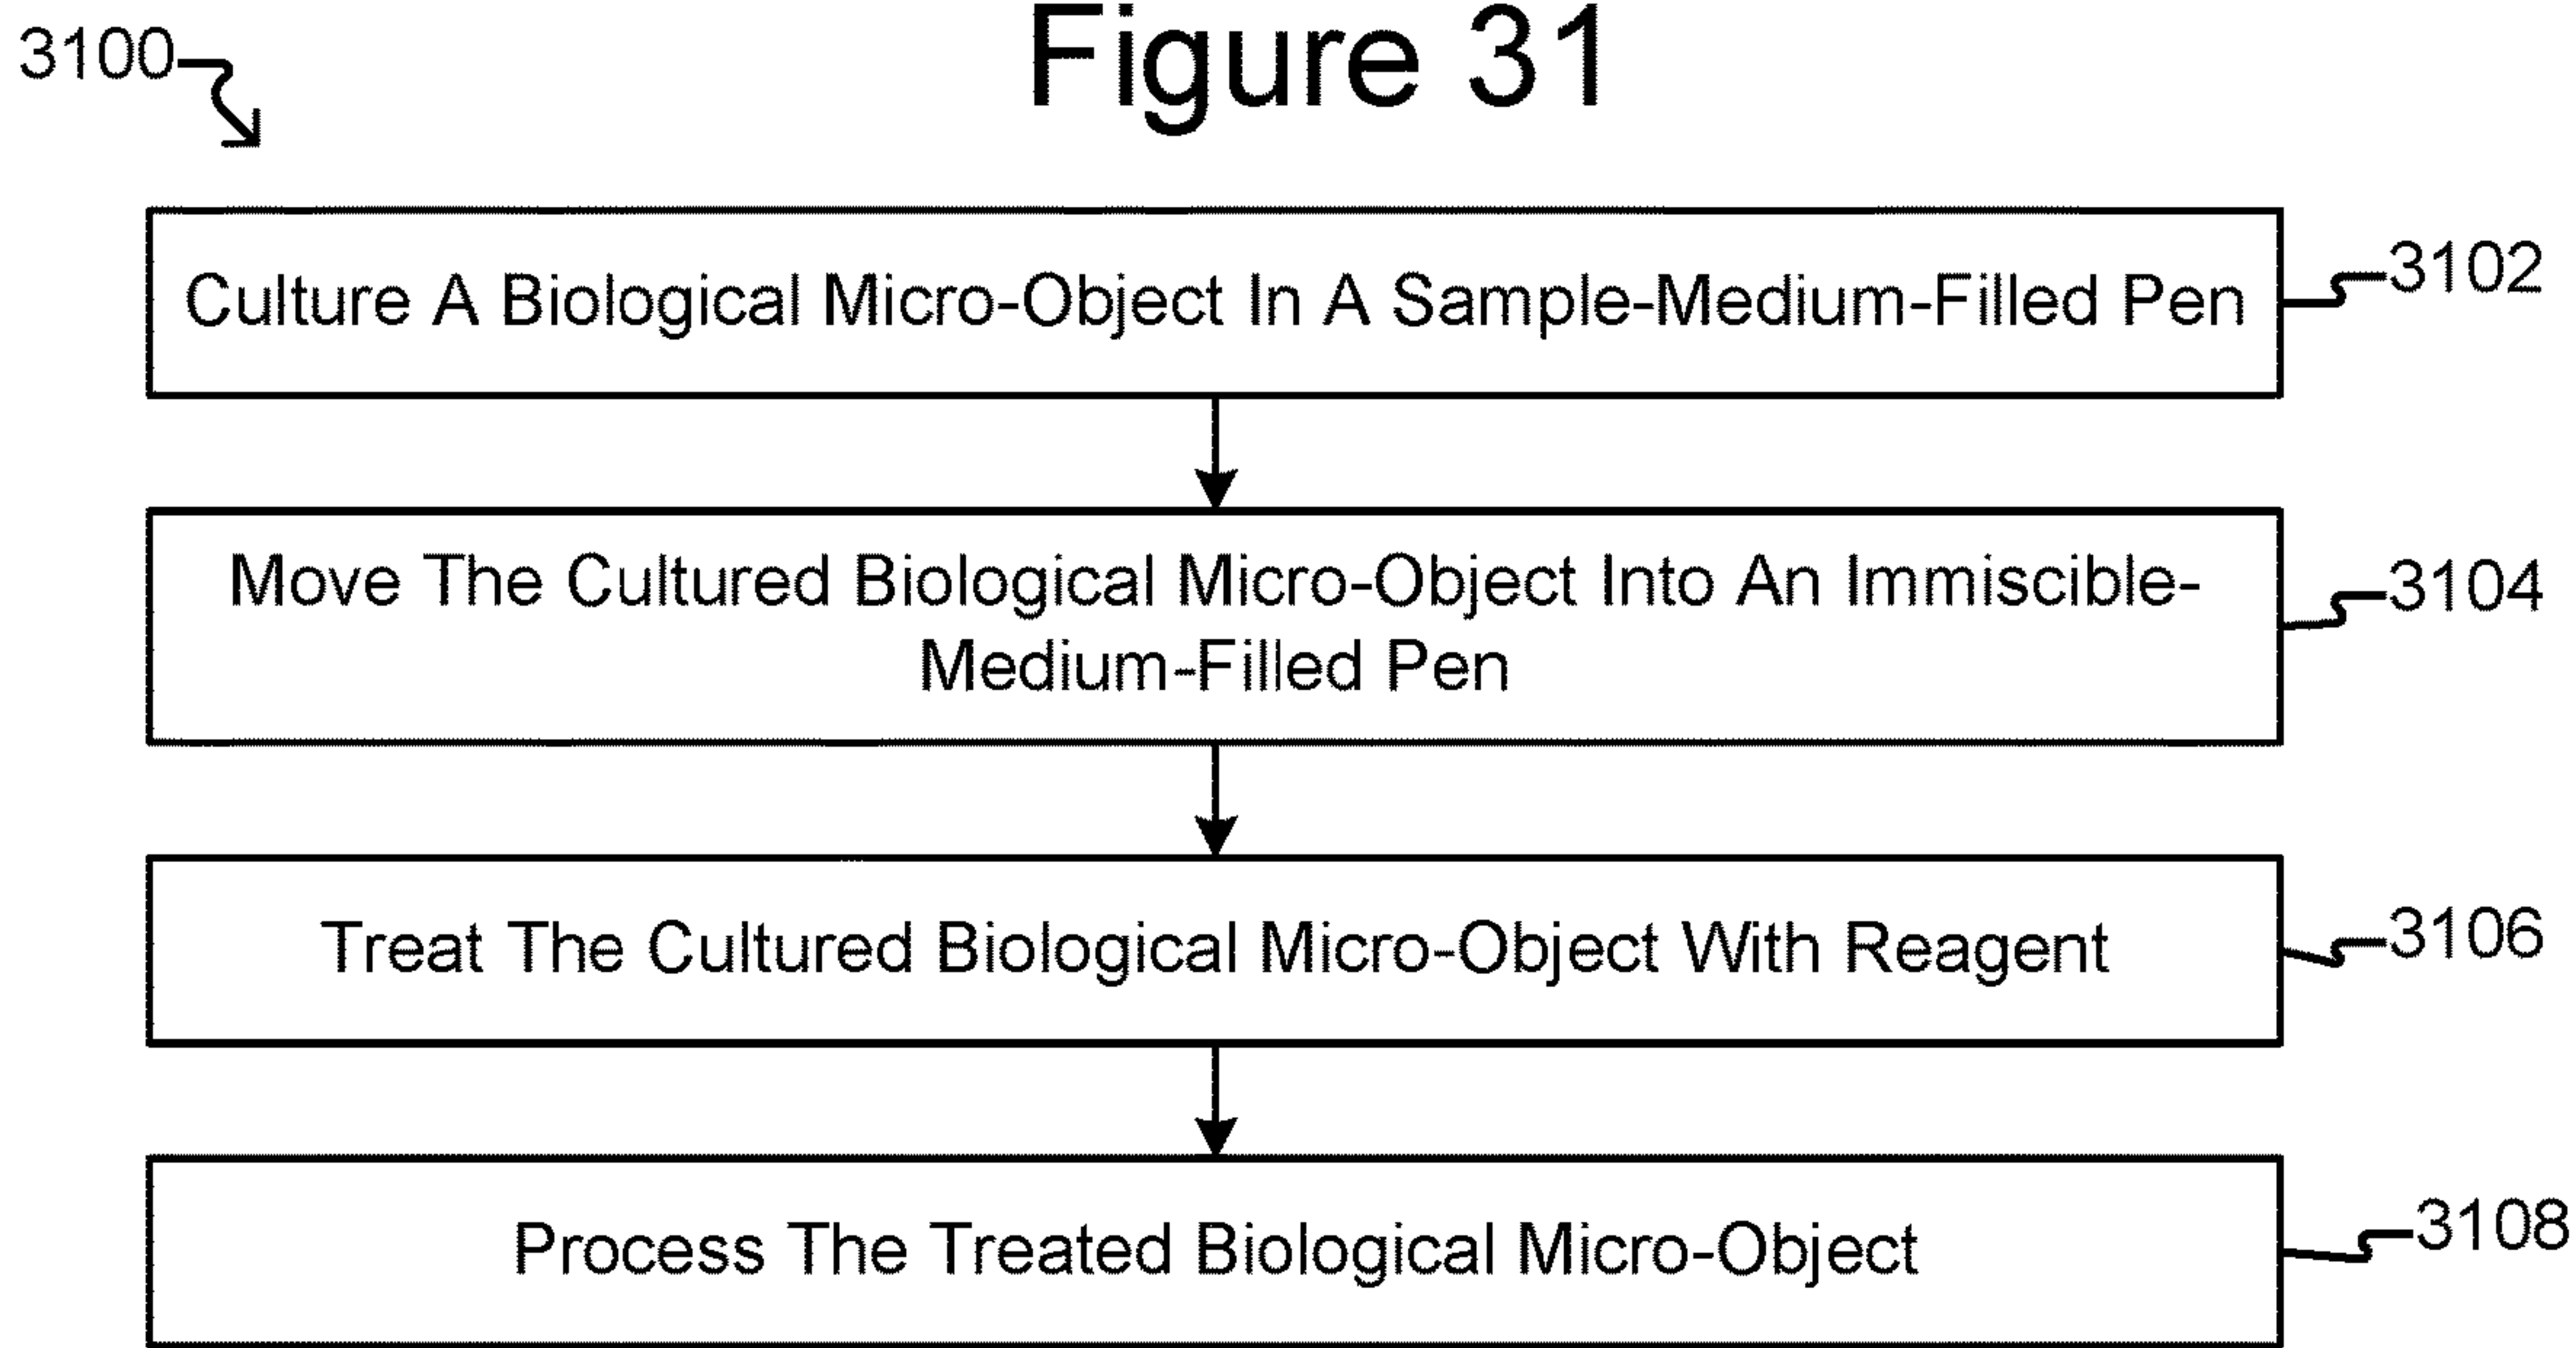 Figure 31
3100
Culture A Biological Micro-Object In A Sample-Medium-Filled Pen
3102
Move The Cultured Biological Micro-Object Into An Immiscible-
Medium-Filled Pen
3104
Treat The Cultured Biological Micro-Object With Reagent
3106
Process The Treated Biological Micro-Object
3108